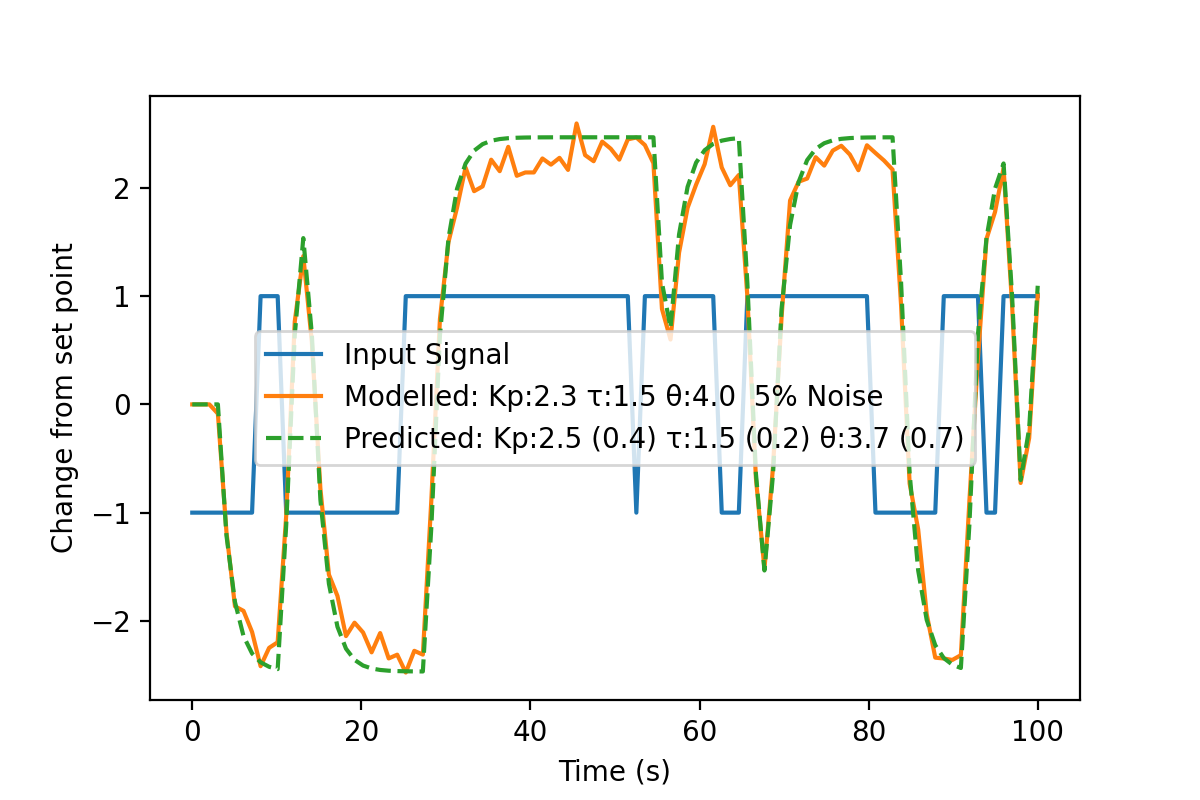 Change from set point
2
1
0
−1
−2
Input Signal
Modelled: Kp:2.3 τ:1.5 θ:4.0  5% Noise
Predicted: Kp:2.5 (0.4) τ:1.5 (0.2) θ:3.7 (0.7)
0 20 40 60 80 100
Time (s)